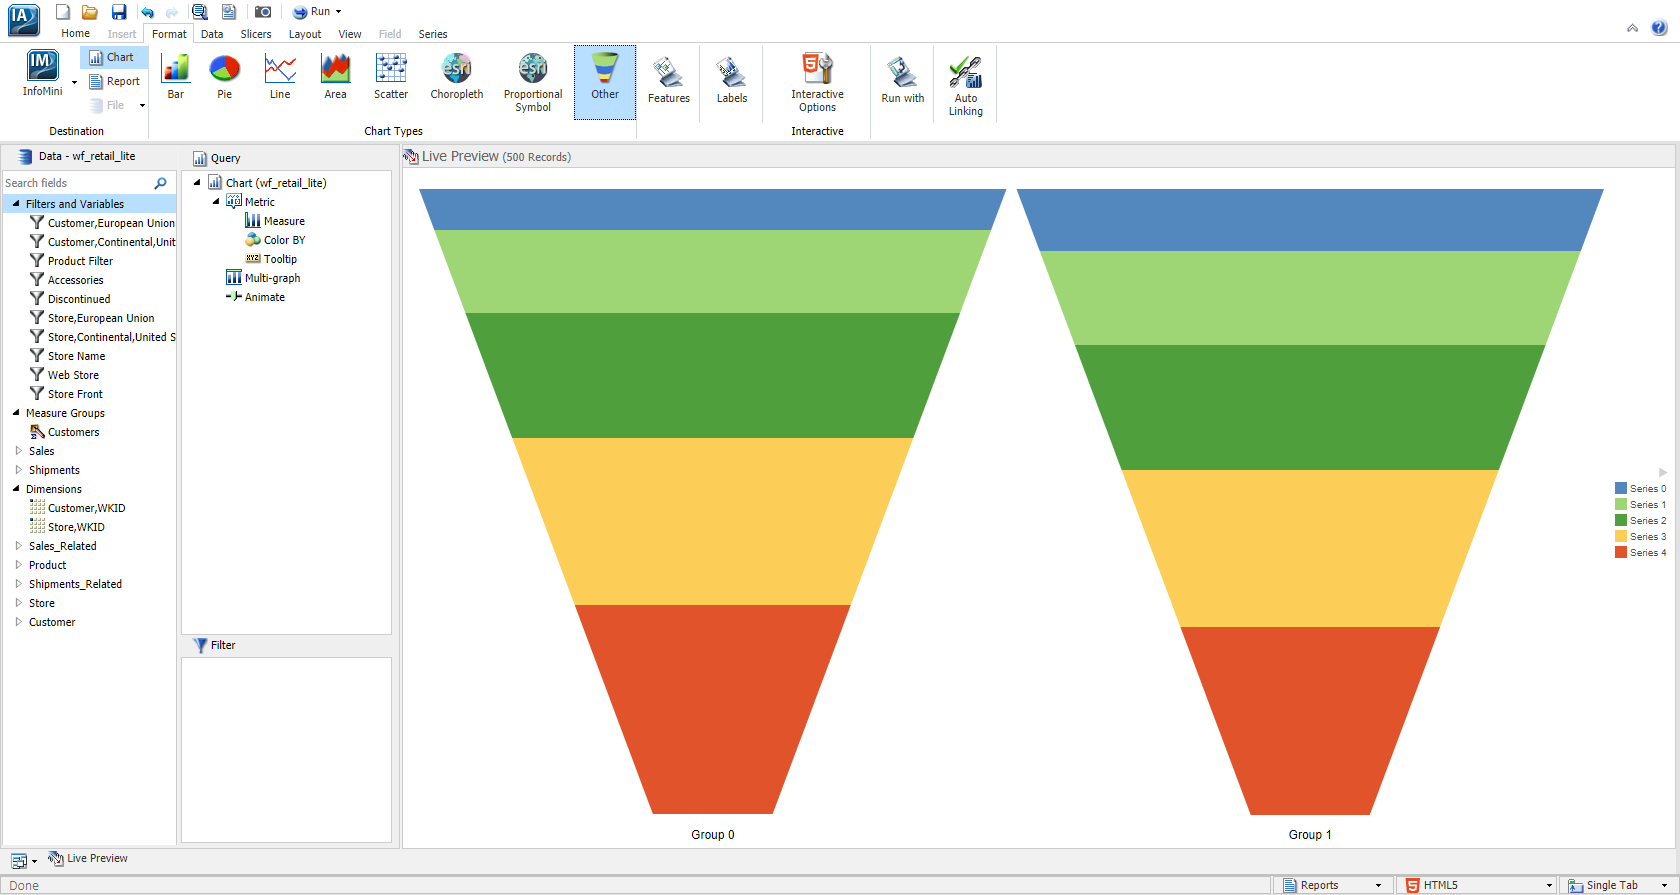 IA
Run
Home Insert Format Data Slicers Layout View Field Series
IM
InfoMini
Chart
Report
File
Destination
Bar
Pie
Line
Area
Scatter
esri
Choropleth
esri
Proportional
Symbol
Other
Chart Types
Features
Labels
5
Interactive
Options
Interactive
Run with
Auto
Linking
Data - wf_retail_lite
Search fields
Filters and Variables
Customer,European Union
Customer,Continental,Unit
Product Filter
Accessories
Discontinued
Store,European Union
Store,Continental,United S
Store Name
Web Store
Store Front
Measure Groups
Customers
Sales
Shipments
Dimensions
Customer,WKID
Store,WKID
Sales_Related
Product
Shipments_Related
Store
Customer
Query
Chart (wf_retail_lite)
Metric
Measure
Color BY
XYZ Tooltip
Multi-graph
Animate
Filter
Live Preview (500 Records)
Group 0
Group 1
Series 0
Series 1
Series 2
Series 3
Series 4
Live Preview
Done
Reports
5 HTML5
Single Tab